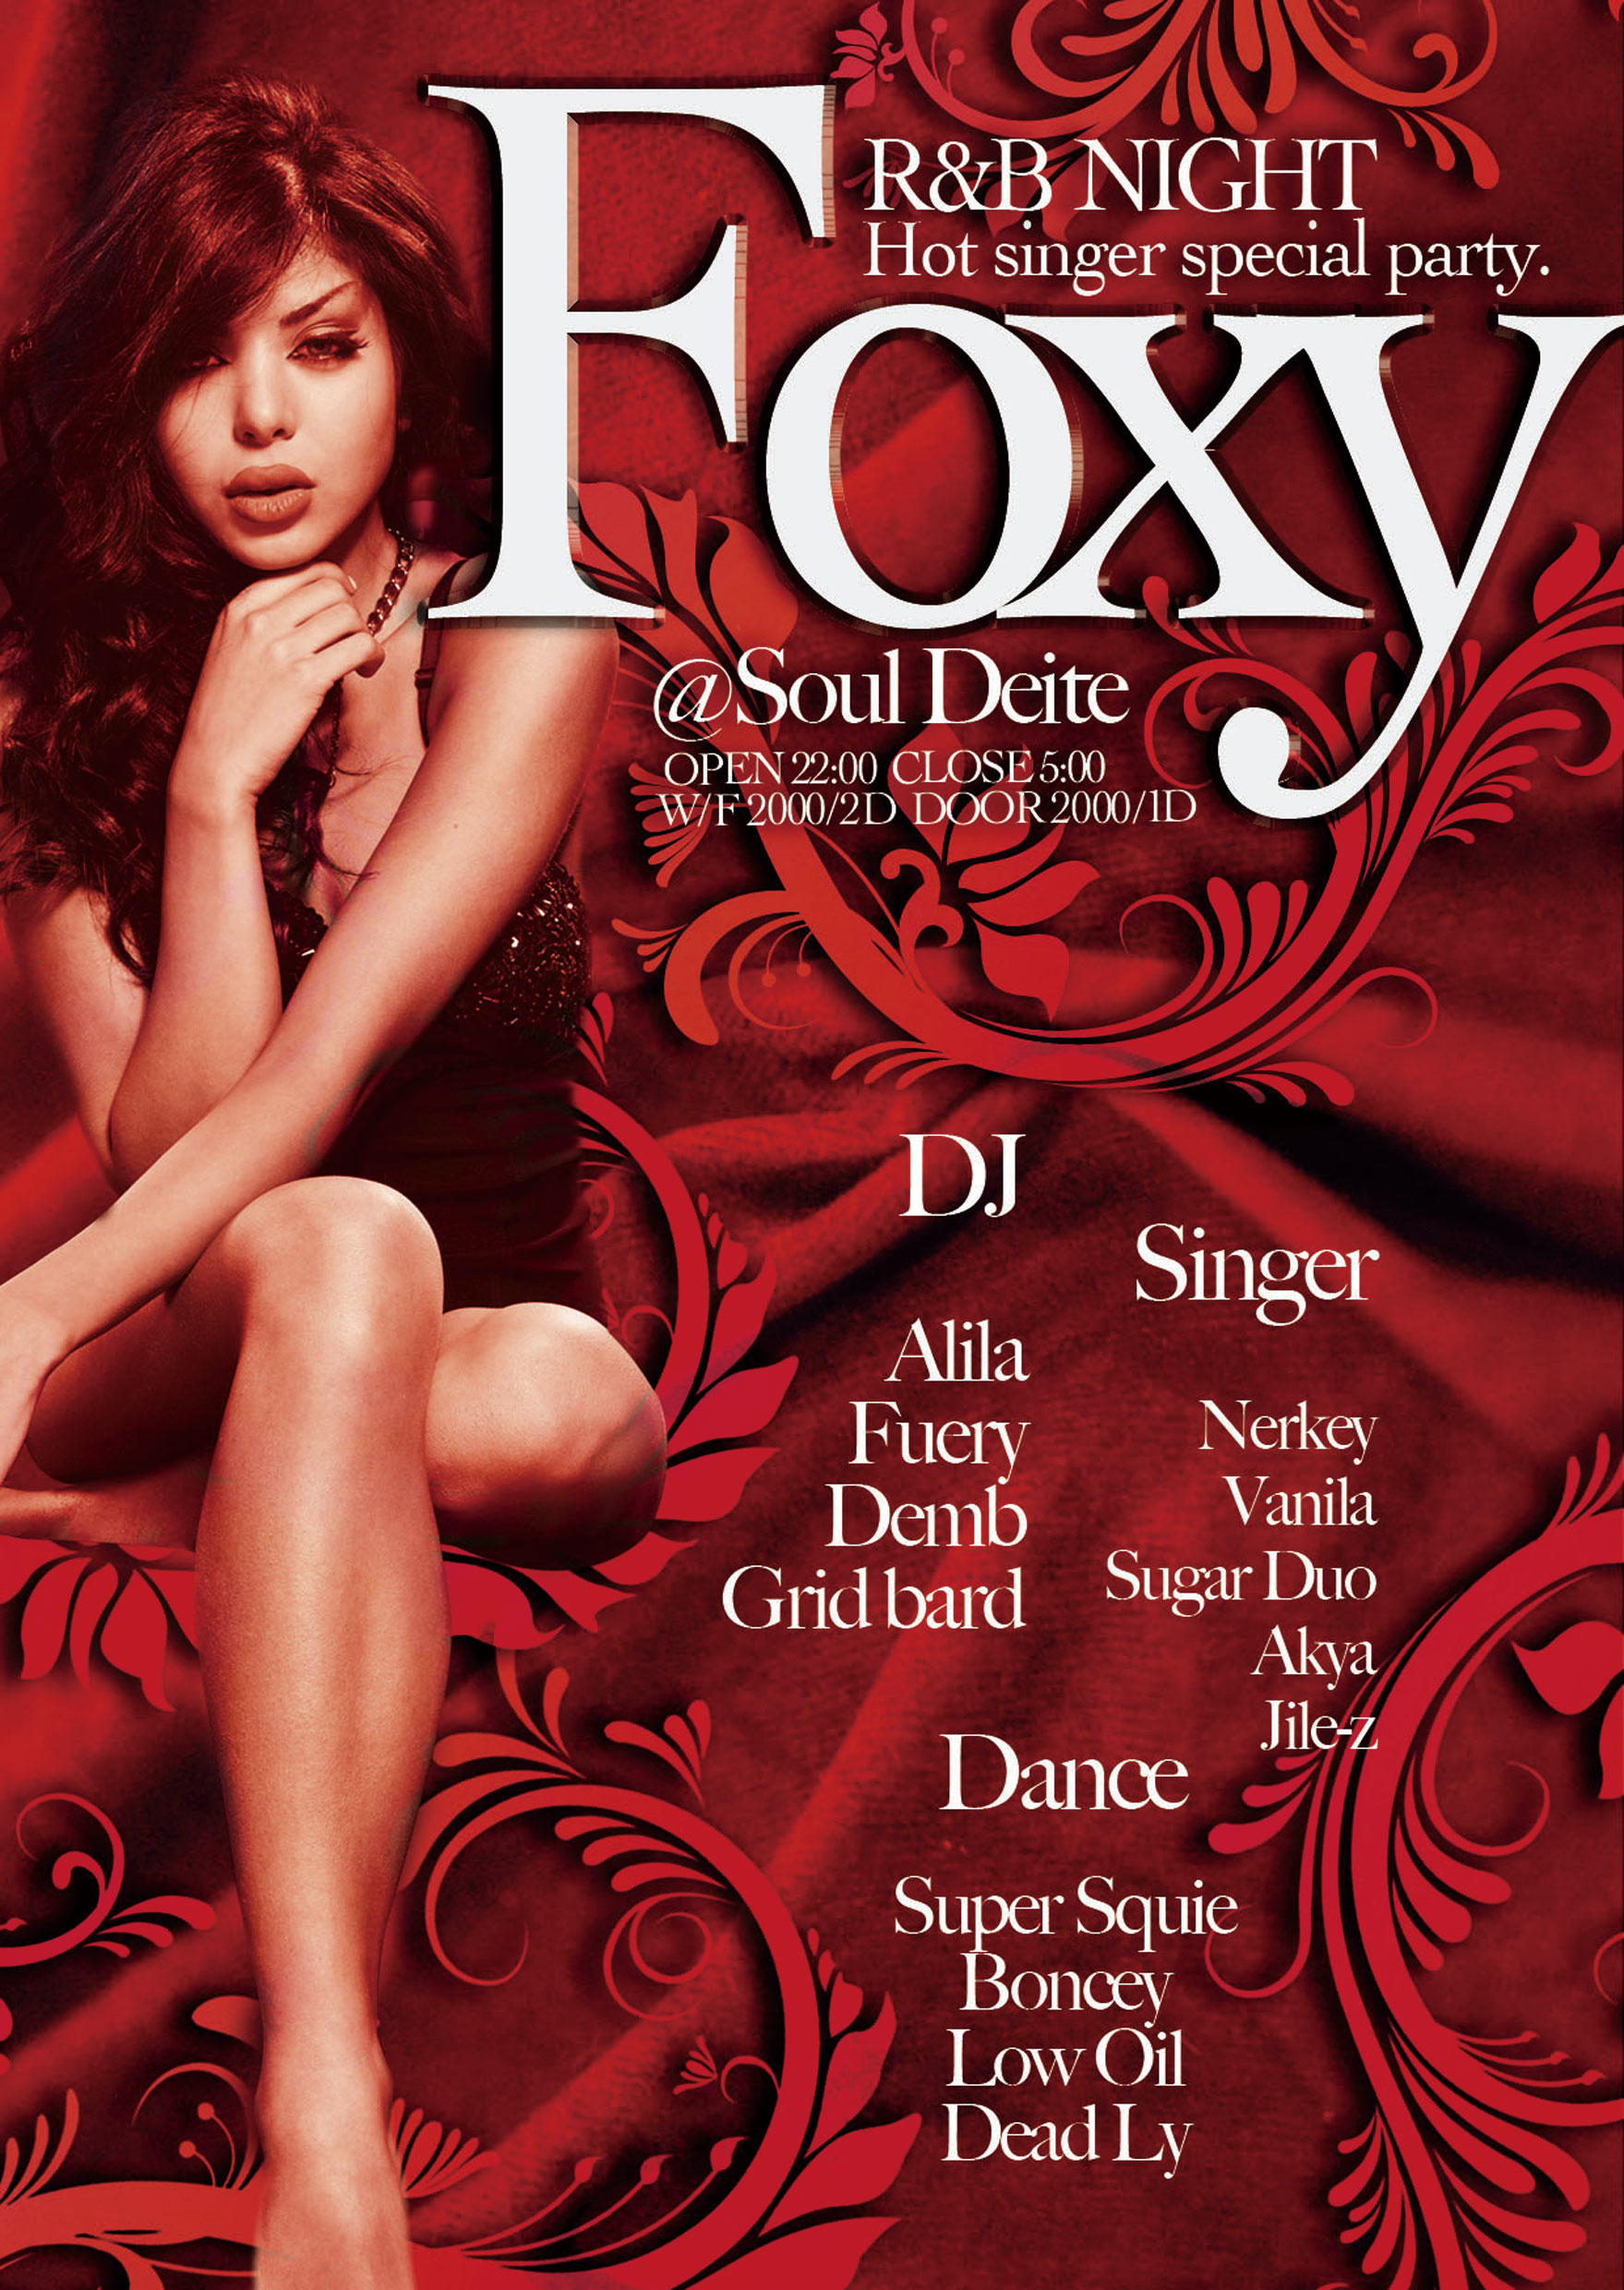 Foxy
R&B NIGHT
Hot singer special party.
@Soul Deite
OPEN 22:00 CLOSE 5:00
W/F 2000/2D DOOR 2000/1D
DJ
Alila
Fuery
Demb
Grid bard
Singer
Nerkey
Vanila
Sugar Duo
Akya
Jile-z
Dance
Super Squie
Boncey
Low Oil
Dead Ly